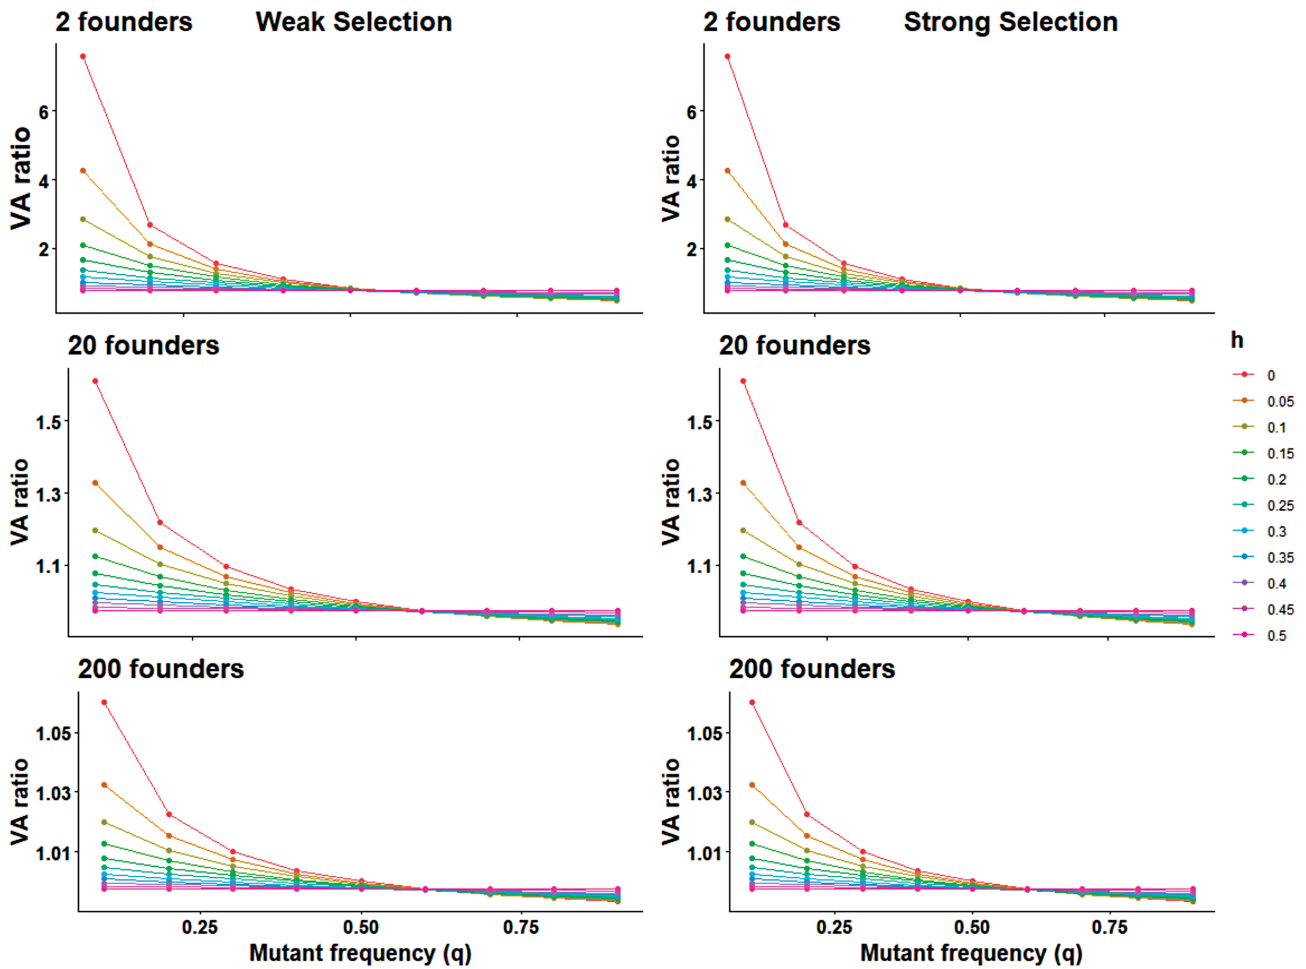 2 founders Weak Selection
6
4
2
VA ratio
2 founders Strong Selection
6
4
2
VA ratio
20 founders
1.5
1.3
1.1
VA ratio
20 founders
1.5
1.3
1.1
VA ratio
h
0
0.05
0.1
0.15
0.2
0.25
0.3
0.35
0.4
0.45
0.5
200 founders
1.05
1.03
1.01
VA ratio
0.25 0.50 0.75
Mutant frequency (q)
200 founders
1.05
1.03
1.01
VA ratio
0.25 0.50 0.75
Mutant frequency (q)